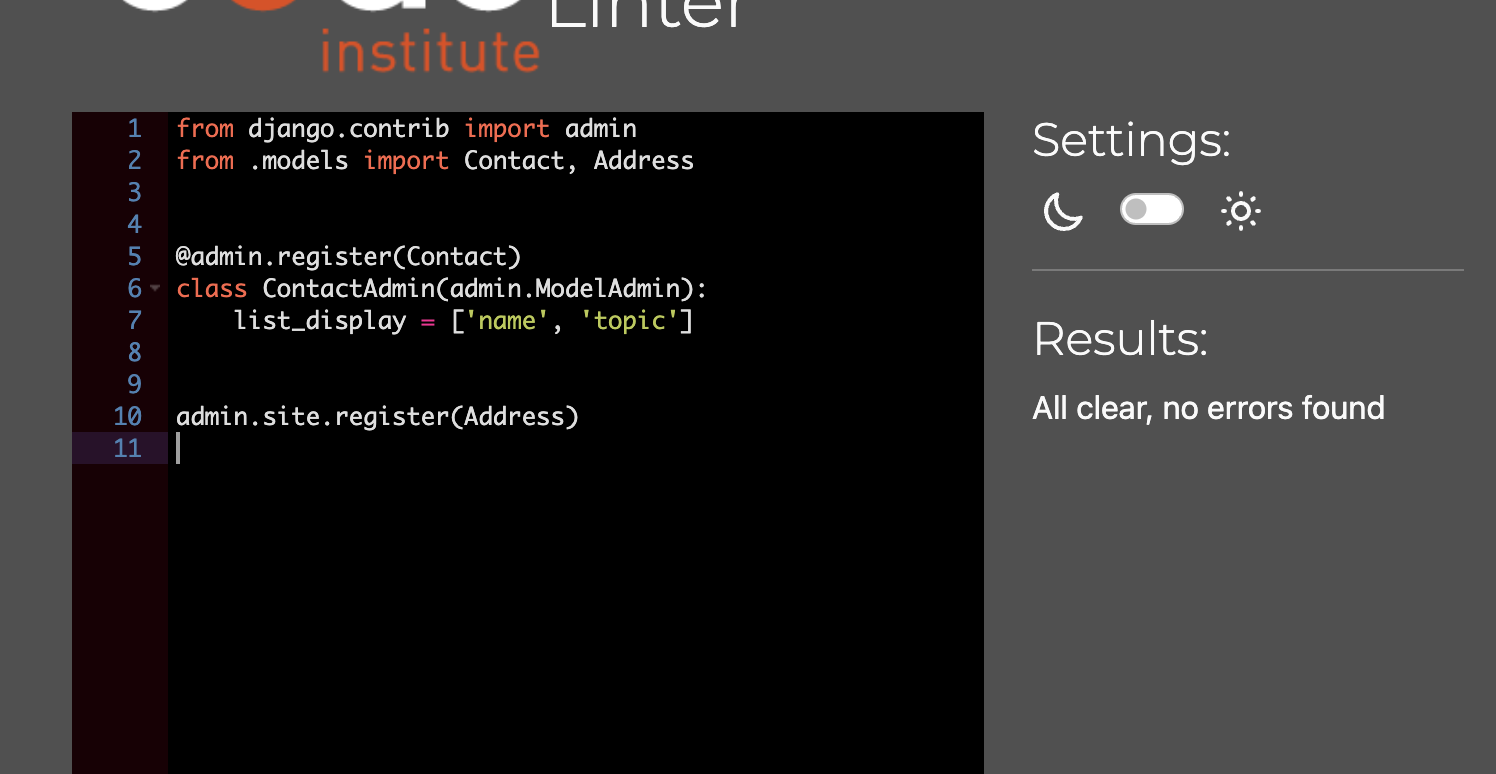 Linter
institute
1 from django.contrib import admin
2 from .models import Contact, Address
3
4
5 @admin.register(Contact)
6 class ContactAdmin(admin.ModelAdmin):
7     list_display = ['name', 'topic']
8
9
10 admin.site.register(Address)
11
Settings:
Results:
All clear, no errors found